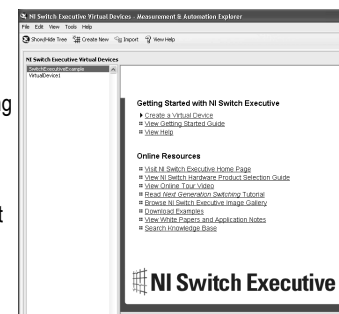 NI Switch Executive Virtual Devices - Measurement & Automation Explorer
File Edit View Tools Help
Show/Hide Tree Create New Import View Help
NI Switch Executive Virtual Devices
SwitchExecutiveExample
VirtualDevice1
Getting Started with NI Switch Executive
Create a Virtual Device
View Getting Started Guide
View Help
Online Resources
Visit NI Switch Executive Home Page
View NI Switch Hardware Product Selection Guide
View Online Tour Video
Read Next Generation Switching Tutorial
Browse NI Switch Executive Image Gallery
Download Examples
View White Papers and Application Notes
Search Knowledge Base
NI Switch Executive